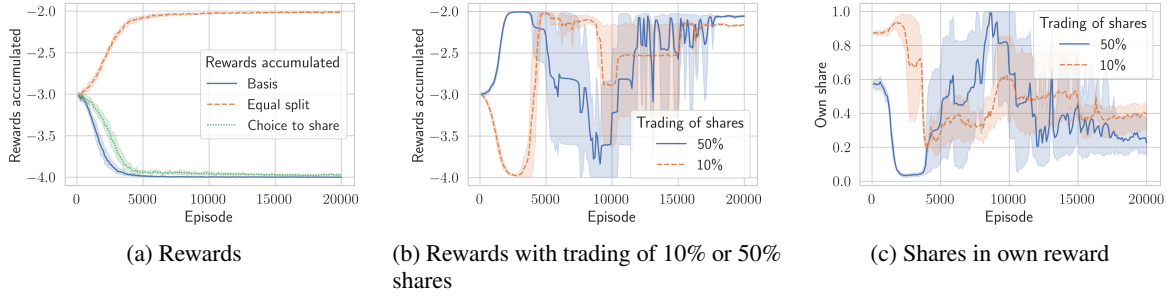 −2.0
−2.5
−3.0
−3.5
−4.0
Rewards accumulated
0
5000
10000
15000
20000
Episode
Rewards accumulated
Basis
Equal split
Choice to share
(a) Rewards
−2.0
−2.5
−3.0
−3.5
−4.0
Rewards accumulated
0
5000
10000
15000
20000
Episode
Trading of shares
50%
10%
(b) Rewards with trading of 10% or 50%
shares
1.0
0.8
0.6
0.4
0.2
0.0
Own share
0
5000
10000
15000
20000
Episode
Trading of shares
50%
10%
(c) Shares in own reward